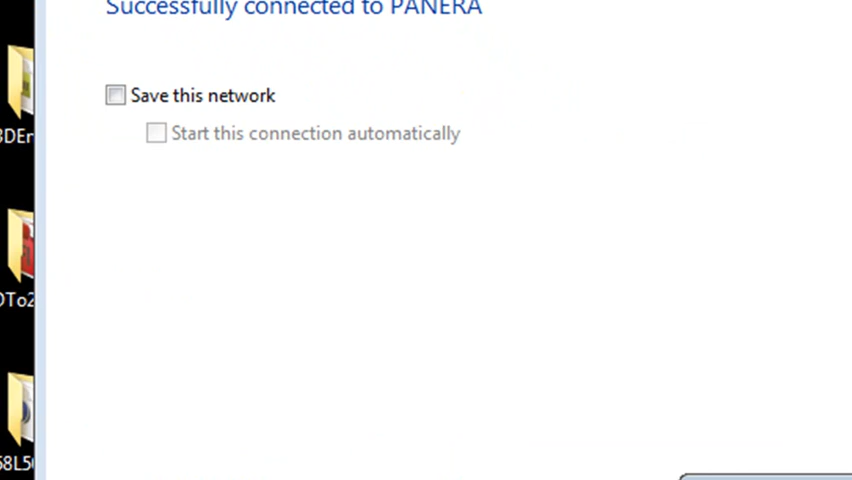 Successfully connected to PANERA
Save this network
Start this connection automatically